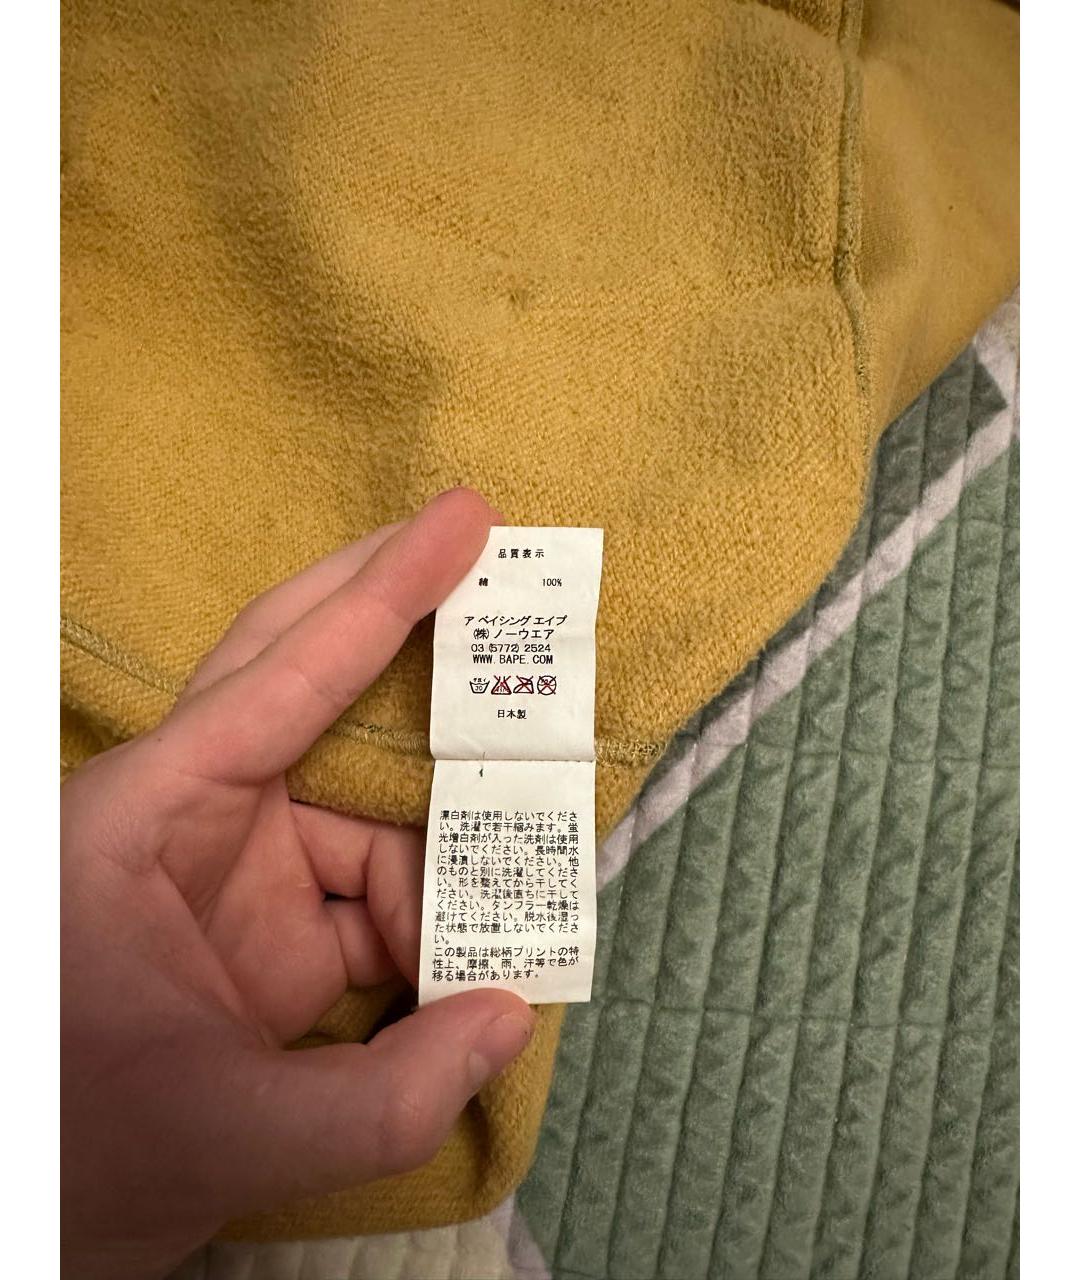 品質表示
綿 100%
ア ベイシング エイプ
(株) ノーウエア
03 (5772) 2524
WWW.BAPE.COM
日本製
漂白剤は使用しないでくださ
い。洗濯で若干縮みます。蛍
光増白剤が入った洗剤は使用
しないでください。長時間水
に浸漬しないでください。他
のものと別に洗濯してくださ
い。形を整えてから干してく
ださい。洗濯後直ちに干して
ください。タンブラー乾燥は
避けてください。脱水後湿っ
た状態で放置しないでくださ
い。
この製品は総柄プリントの特
性上、摩擦、雨、汗等で色が
移る場合があります。